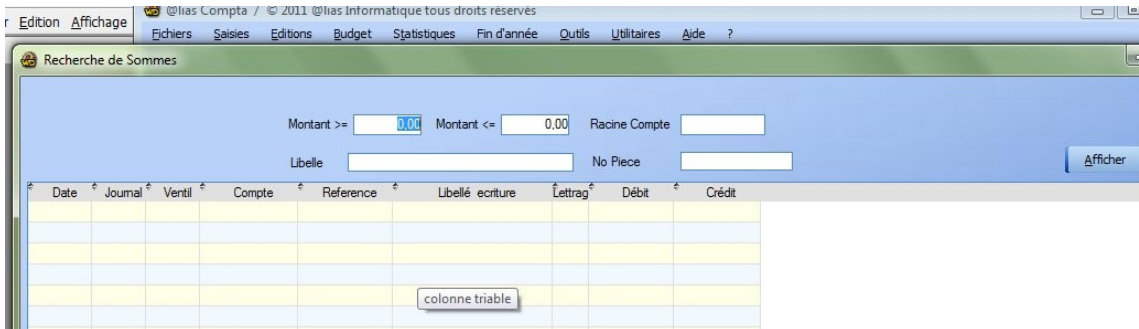 @lias Compta / © 2011 @lias Informatique tous droits réservés
r Edition Affichage
Fichiers Saisies Editions Budget Statistiques Fin d'année Outils Utilitaires Aide ?
Recherche de Sommes
Montant >= 0,00 Montant <= 0,00 Racine Compte
Libelle No Piece Afficher
Date Journal Ventil Compte Reference Libellé ecriture Lettrag Débit Crédit
colonne triable